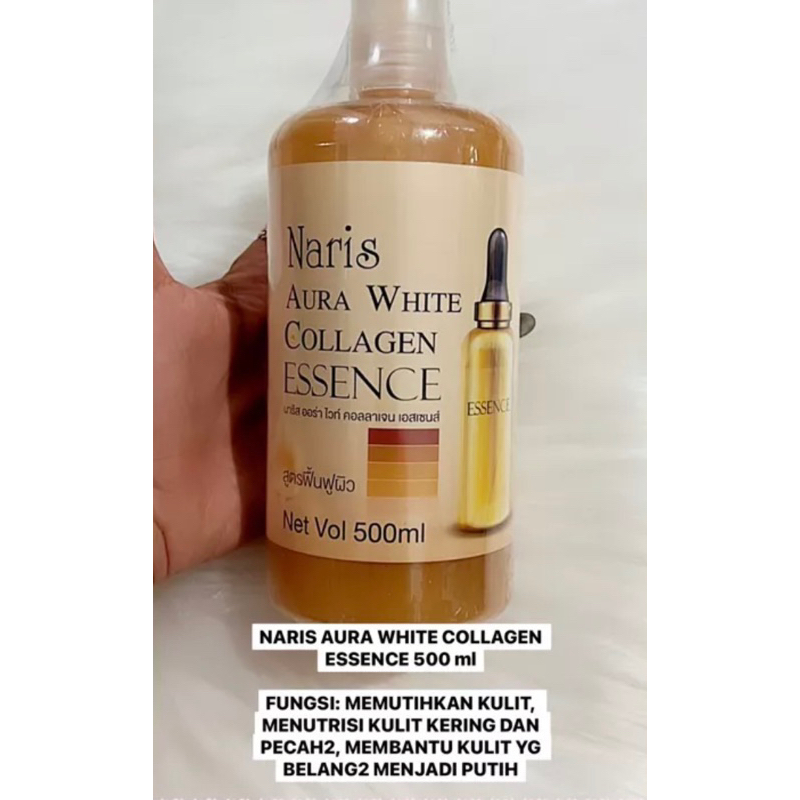 Naris
AURA WHITE
COLLAGEN
ESSENCE
นาริส ออร่า ไวท์ คอลลาเจน เอสเซนส์
สูตรฟื้นฟูผิว
Net Vol 500ml
ESSENCE
NARIS AURA WHITE COLLAGEN
ESSENCE 500 ml
FUNGSI: MEMUTIHKAN KULIT,
MENUTRISI KULIT KERING DAN
PECAH2, MEMBANTU KULIT YG
BELANG2 MENJADI PUTIH